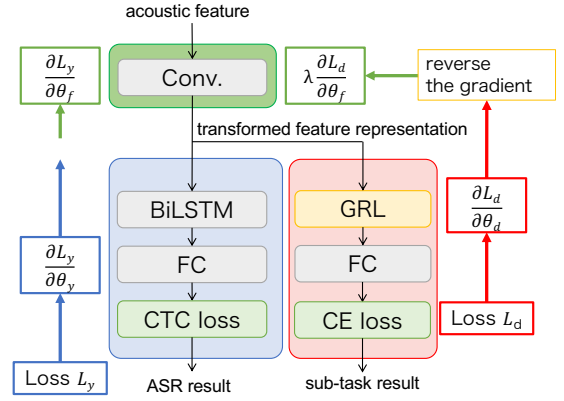 acoustic feature
∂L_y
∂θ_f
Conv.
λ ∂L_d
∂θ_f
reverse
the gradient
transformed feature representation
BiLSTM
GRL
∂L_d
∂θ_d
∂L_y
∂θ_y
FC
FC
CTC loss
CE loss
Loss L_d
Loss L_y
ASR result
sub-task result